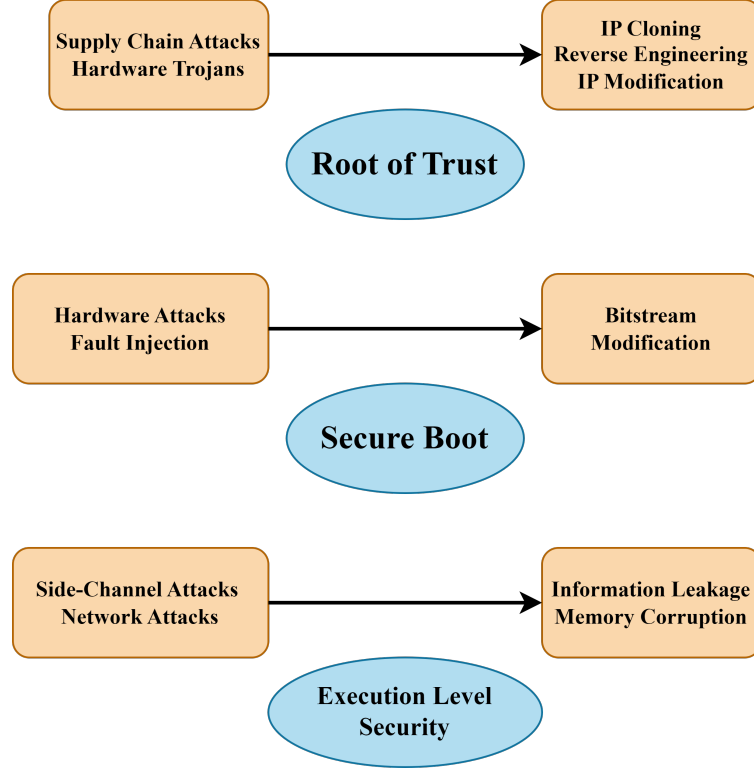 Supply Chain Attacks
Hardware Trojans
IP Cloning
Reverse Engineering
IP Modification
Root of Trust
Hardware Attacks
Fault Injection
Bitstream
Modification
Secure Boot
Side-Channel Attacks
Network Attacks
Information Leakage
Memory Corruption
Execution Level
Security